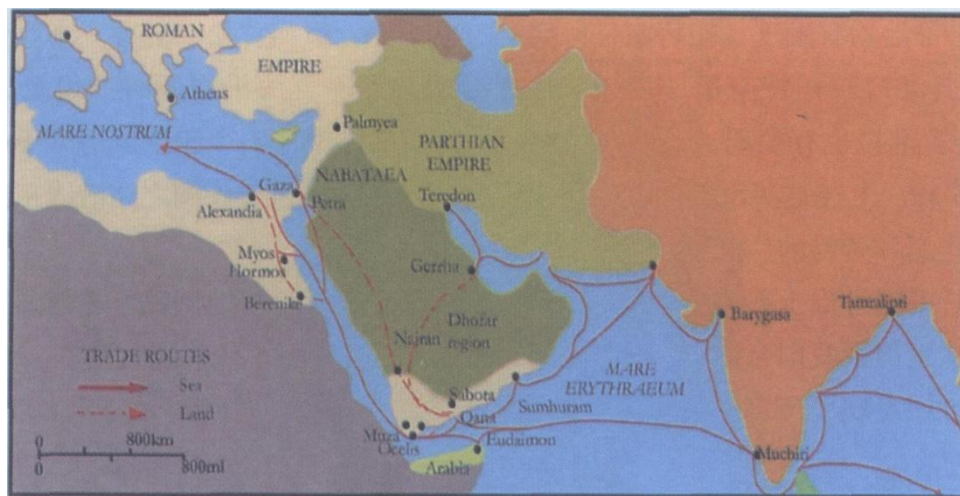 ROMAN
EMPIRE
Athens
MARE NOSTRUM
Palmyea
PARTHIAN
EMPIRE
NABATAEA
Gaza
Petra
Teredon
Alexandia
Myos
Hormos
Gerrha
Berenike
Barygasa
Tamralipti
Dhofar
region
Najran
MARE
ERYTHRAEUM
TRADE ROUTES
Sea
Land
Sabota
Sumhuram
Qana
Muza
Ocelis
Eudaimon
Arabia
Muchiri
0 800km
0 800ml